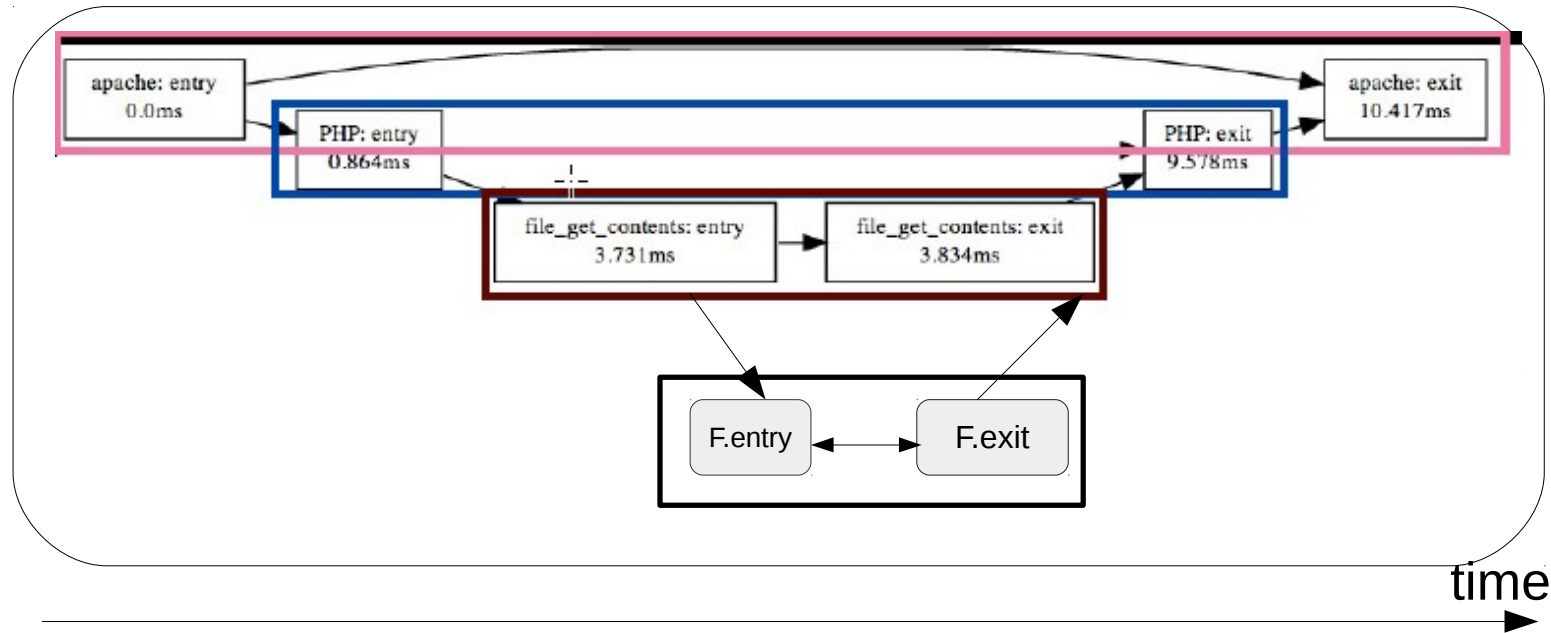 apache: entry
0.0ms
apache: exit
10.417ms
PHP: entry
0.864ms
PHP: exit
9.578ms
file_get_contents: entry
3.731ms
file_get_contents: exit
3.834ms
F.entry
F.exit
time